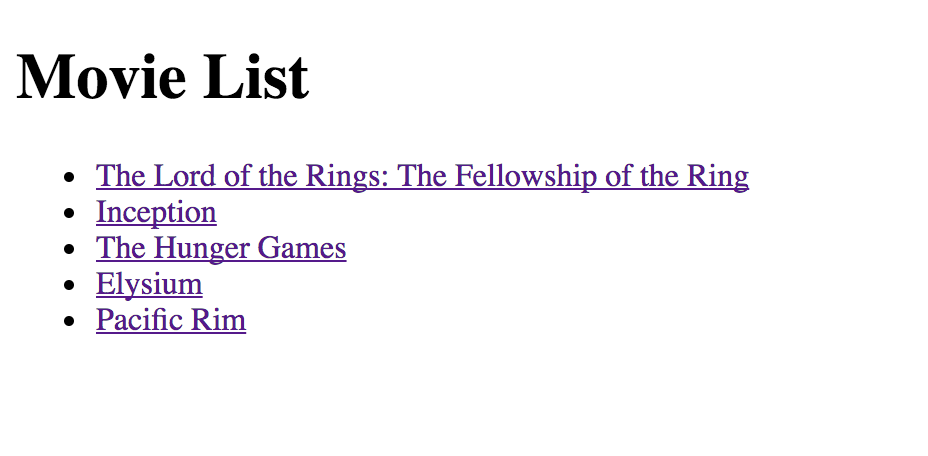 Movie List
The Lord of the Rings: The Fellowship of the Ring
Inception
The Hunger Games
Elysium
Pacific Rim